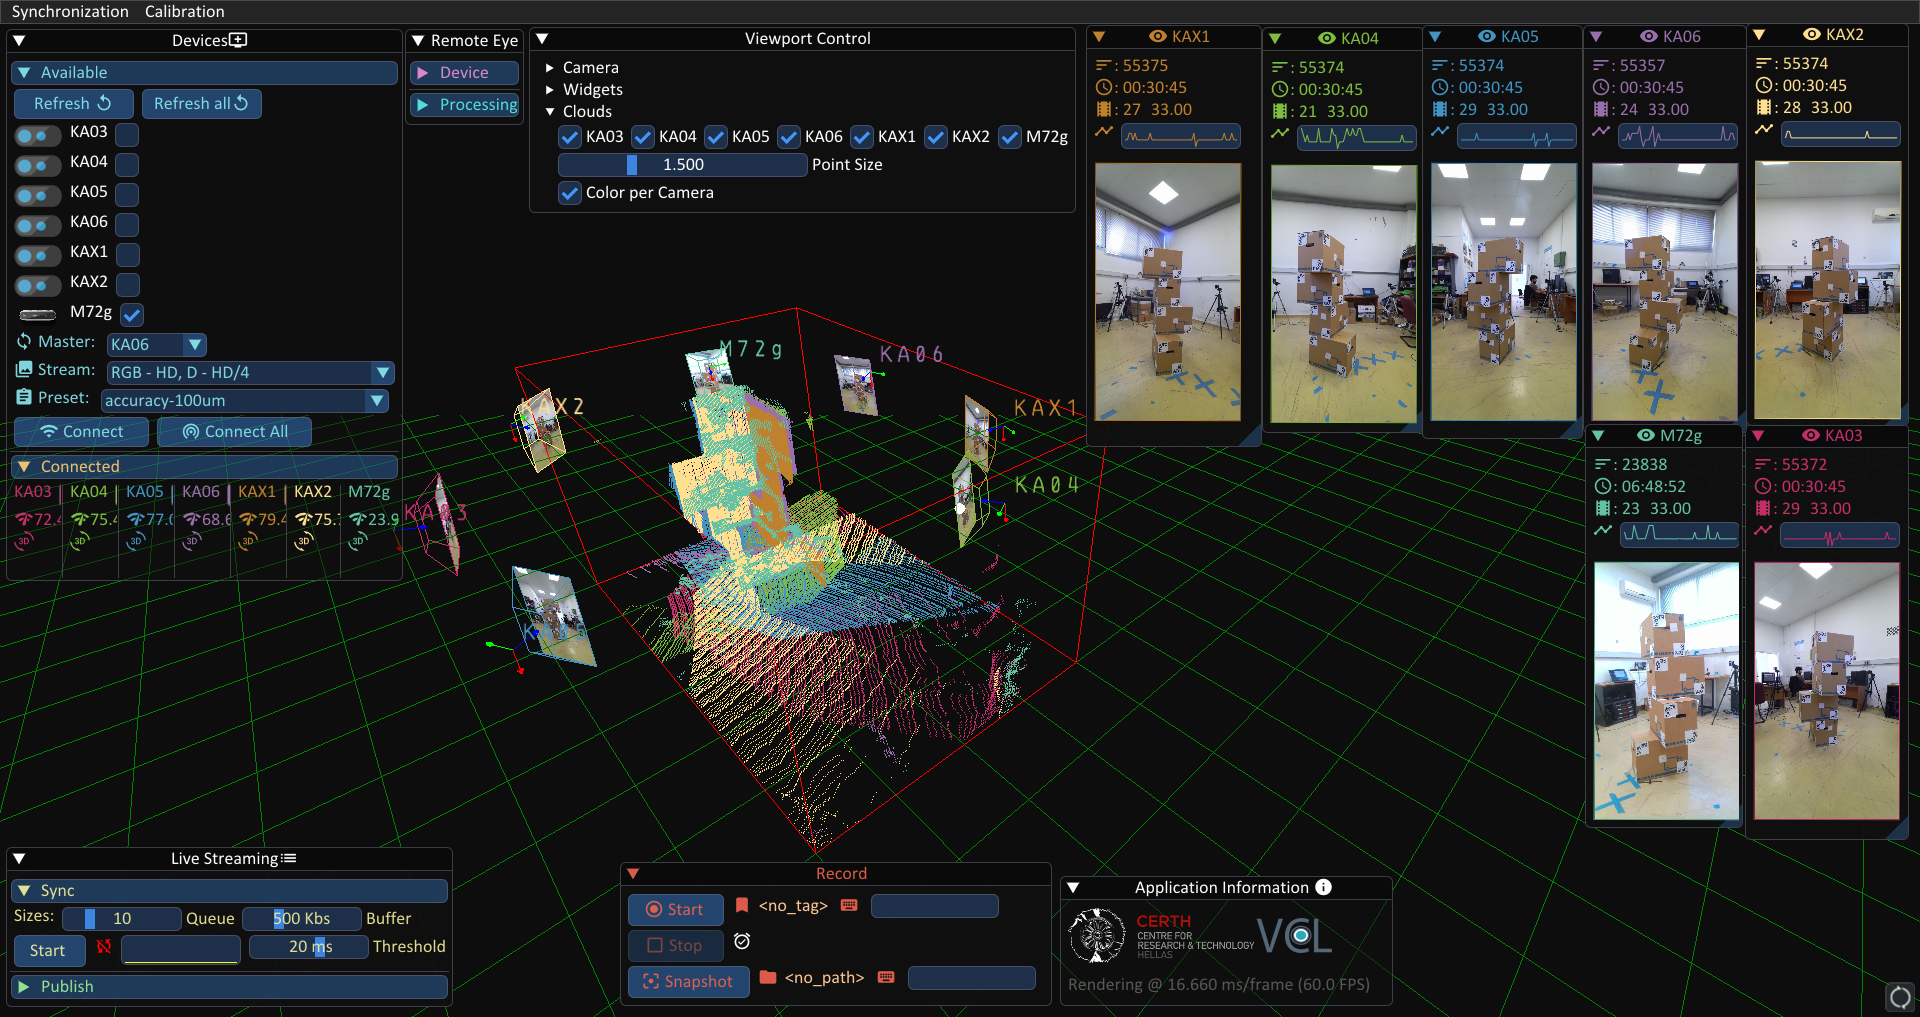 Synchronization Calibration
Devices
Available
Refresh Refresh all
KA03
KA04
KA05
KA06
KAX1
KAX2
M72g
Master: KA06
Stream: RGB - HD, D - HD/4
Preset: accuracy-100um
Connect Connect All
Connected
KA03 KA04 KA05 KA06 KAX1 KAX2 M72g
72.4 75.4 77.0 68.6 79.4 75. 23.9
3D 3D 3D 3D 3D 3D 3D
Remote Eye
Device
Processing
Viewport Control
Camera
Widgets
Clouds
KA03 KA04 KA05 KA06 KAX1 KAX2 M72g
1.500 Point Size
Color per Camera
KAX1
: 55375
: 00:30:45
: 27 33.00
KA04
: 55374
: 00:30:45
: 21 33.00
KA05
: 55374
: 00:30:45
: 29 33.00
KA06
: 55357
: 00:30:45
: 24 33.00
KAX2
: 55374
: 00:30:45
: 28 33.00
M72g
: 23838
: 06:48:52
: 23 33.00
KA03
: 55372
: 00:30:45
: 29 33.00
M72g
KA06
KAX2
KAX1
KA04
Live Streaming
Sync
Sizes: 10 Queue 500 Kbs Buffer
Start 20 ms Threshold
Publish
Record
Start <no_tag>
Stop
Snapshot <no_path>
Application Information
CERTH
CENTRE FOR
RESEARCH & TECHNOLOGY
HELLAS
VCL
Rendering @ 16.660 ms/frame (60.0 FPS)